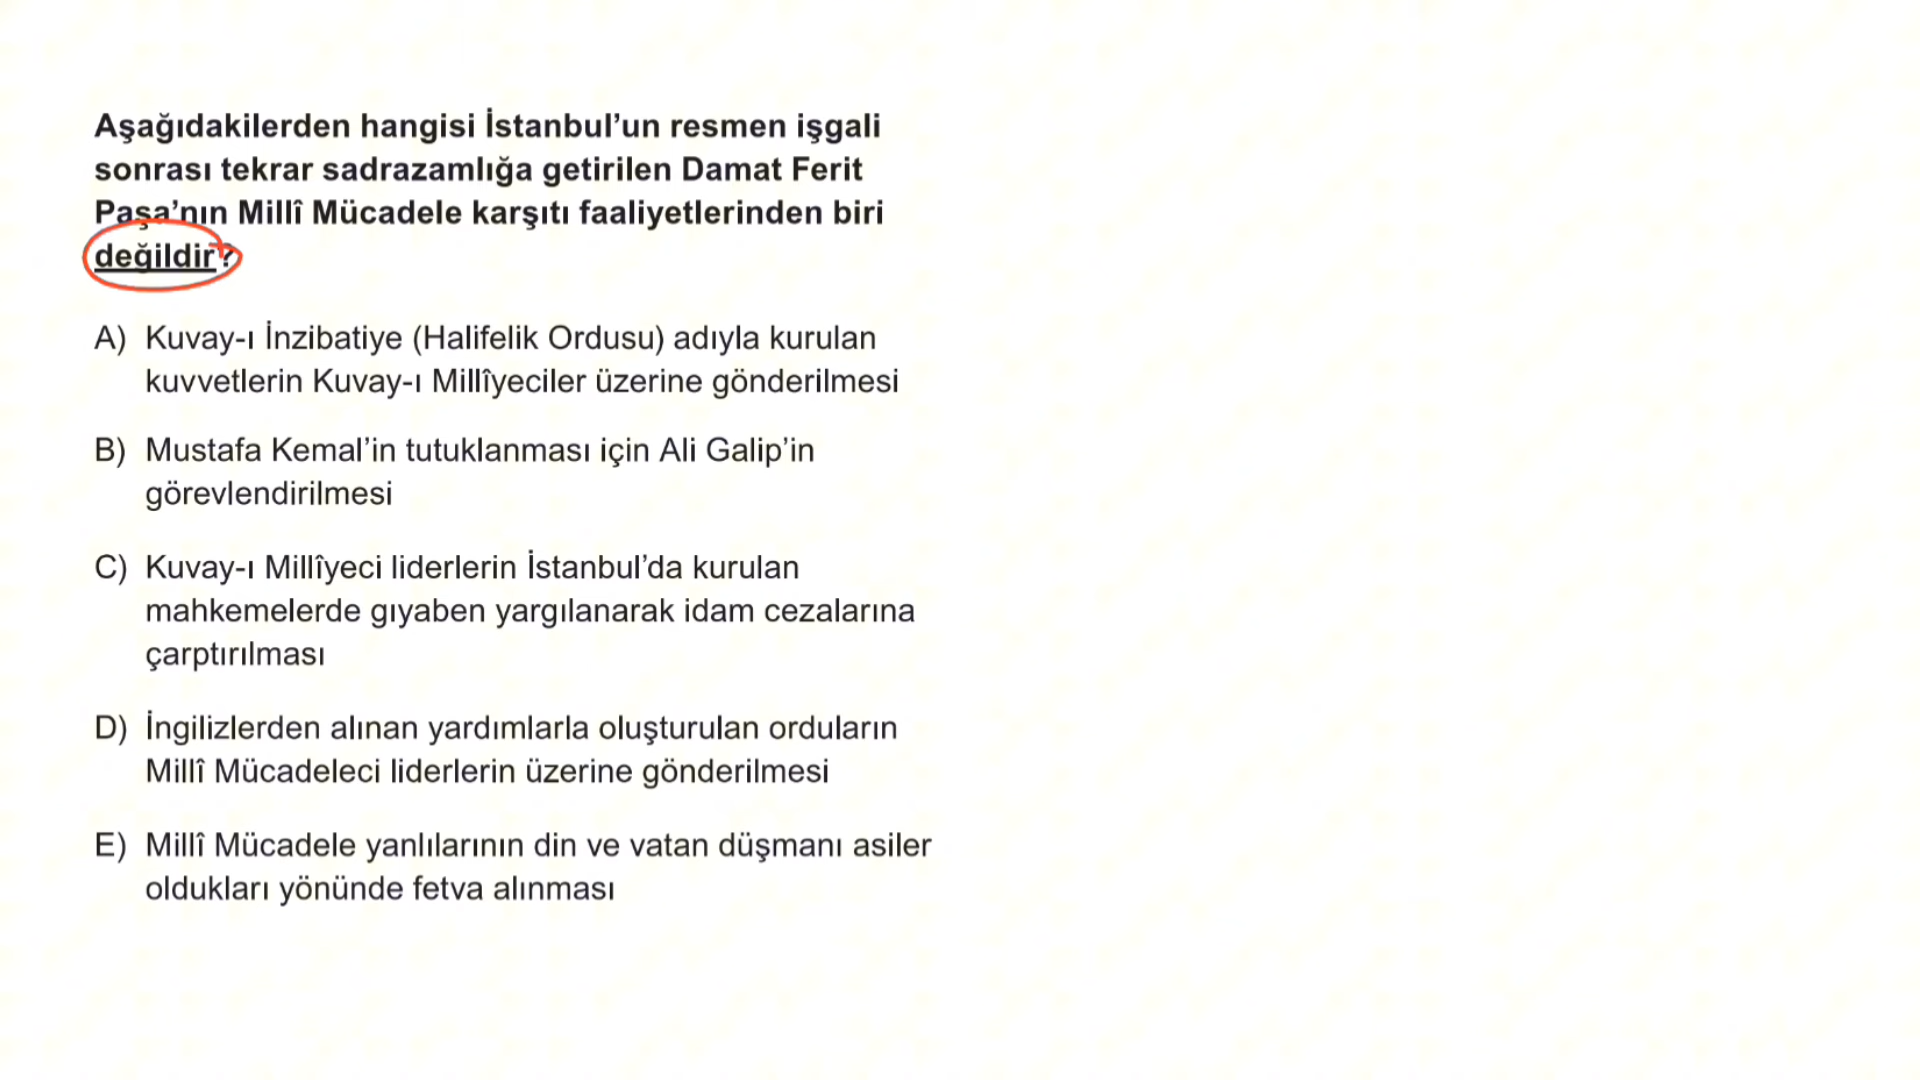 Aşağıdakilerden hangisi İstanbul’un resmen işgali
sonrası tekrar sadrazamlığa getirilen Damat Ferit
Paşa’nın Millî Mücadele karşıtı faaliyetlerinden biri
değildir?
A) Kuvay-ı İnzibatiye (Halifelik Ordusu) adıyla kurulan
kuvvetlerin Kuvay-ı Millîyeciler üzerine gönderilmesi
B) Mustafa Kemal’in tutuklanması için Ali Galip’in
görevlendirilmesi
C) Kuvay-ı Millîyeci liderlerin İstanbul’da kurulan
mahkemelerde gıyaben yargılanarak idam cezalarına
çarptırılması
D) İngilizlerden alınan yardımlarla oluşturulan orduların
Millî Mücadeleci liderlerin üzerine gönderilmesi
E) Millî Mücadele yanlılarının din ve vatan düşmanı asiler
oldukları yönünde fetva alınması